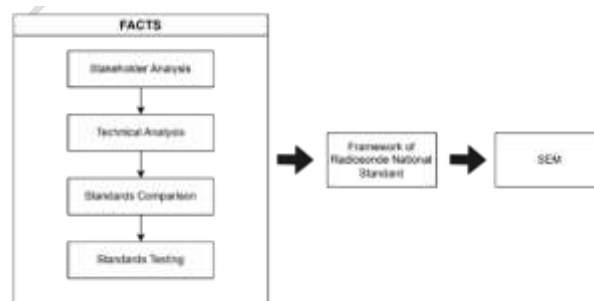 FACTS
Stakeholder Analysis
Technical Analysis
Standards Comparison
Standards Testing
Framework of
Radiosonde National
Standard
SEM